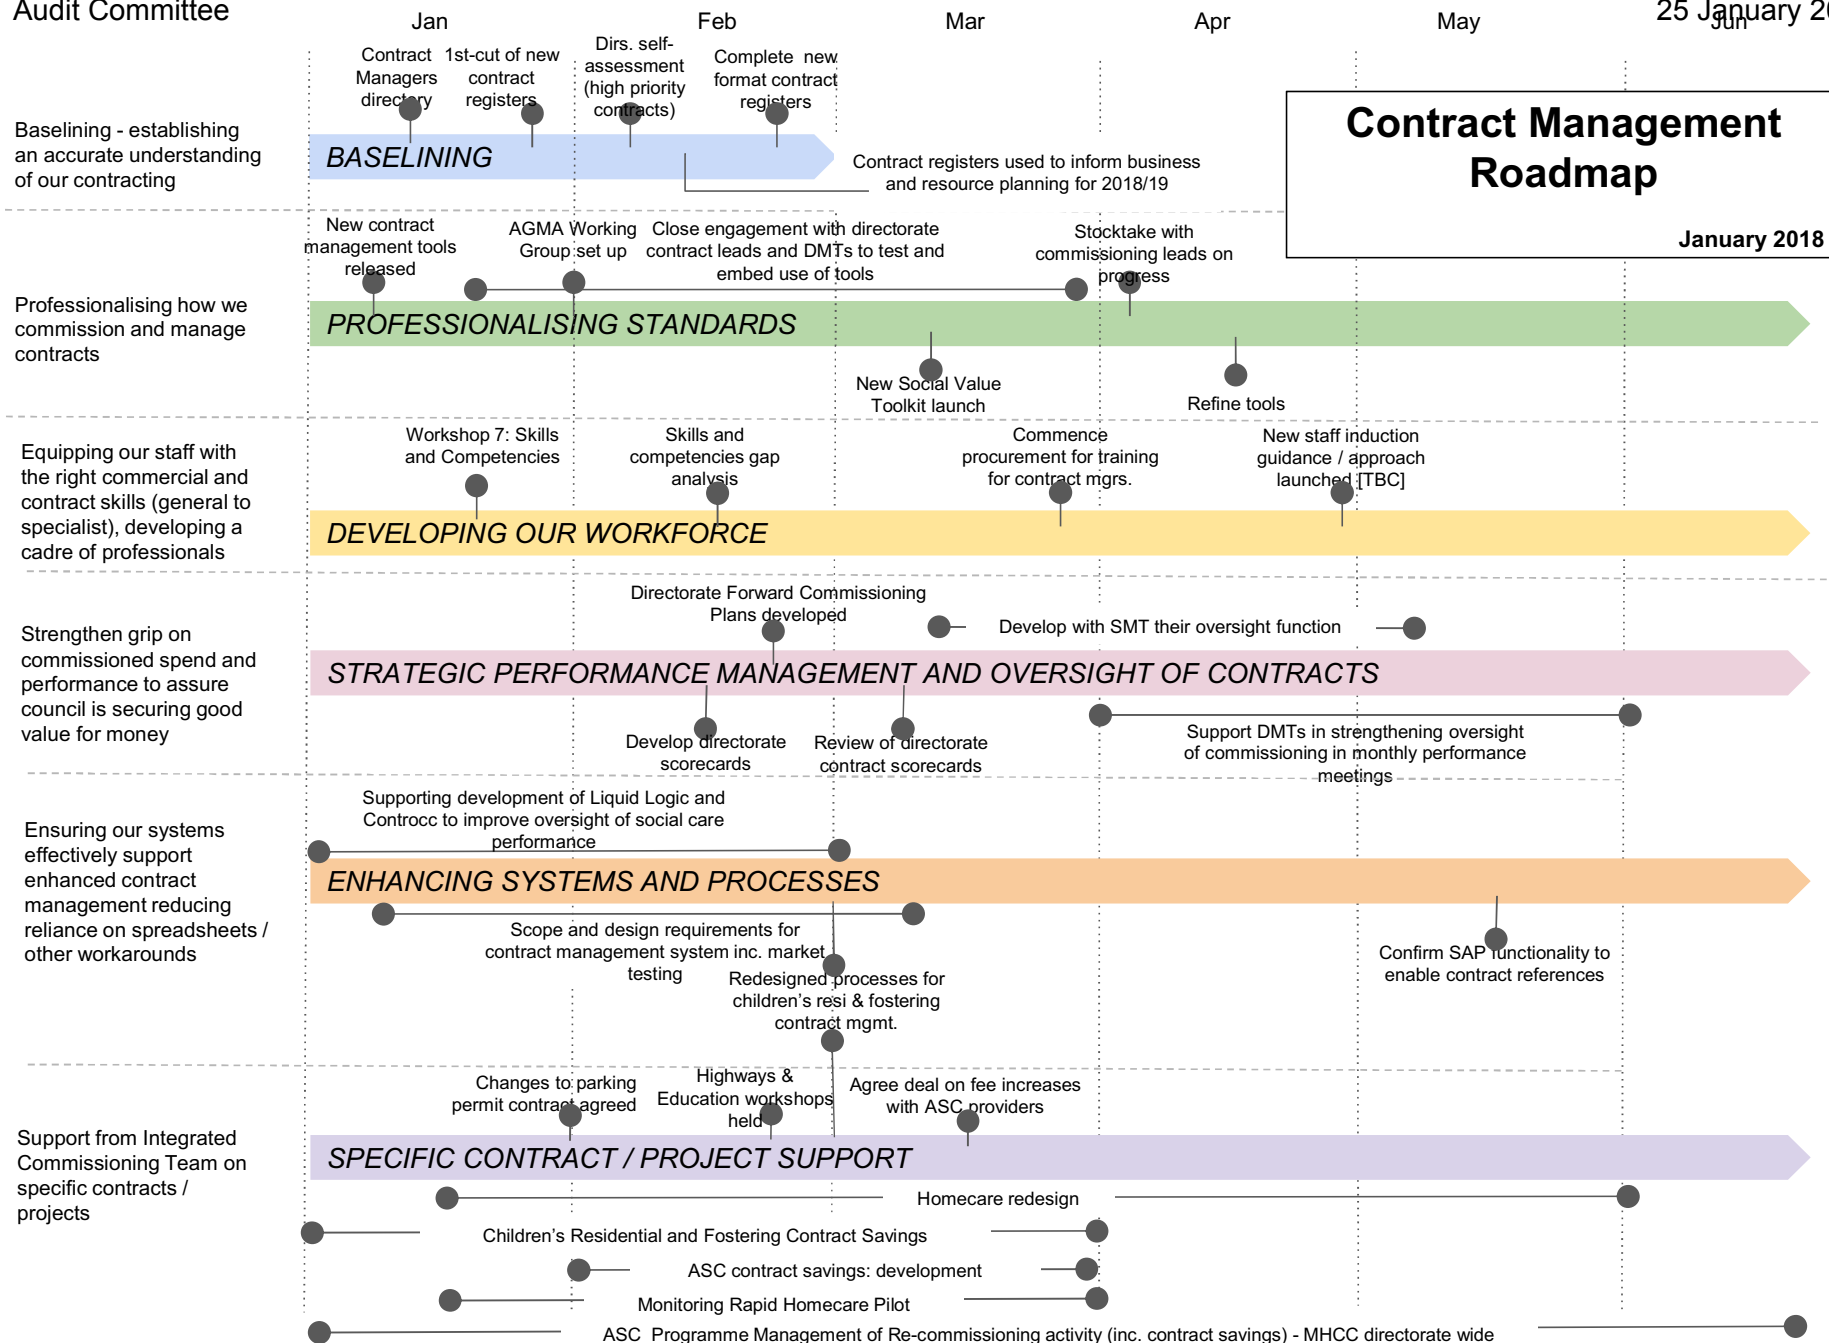 Audit Committee
25 January 20
Jan
Feb
Mar
Apr
May
Jun
Contract Management
Roadmap
January 2018
Baselining - establishing
an accurate understanding
of our contracting
Contract
Managers
directory
1st-cut of new
contract
registers
Dirs. self-
assessment
(high priority
contracts)
Complete new
format contract
registers
BASELINING
Contract registers used to inform business
and resource planning for 2018/19
Professionalising how we
commission and manage
contracts
New contract
management tools
released
AGMA Working
Group set up
Close engagement with directorate
contract leads and DMTs to test and
embed use of tools
Stocktake with
commissioning leads on
progress
PROFESSIONALISING STANDARDS
New Social Value
Toolkit launch
Refine tools
Equipping our staff with
the right commercial and
contract skills (general to
specialist), developing a
cadre of professionals
Workshop 7: Skills
and Competencies
Skills and
competencies gap
analysis
Commence
procurement for training
for contract mgrs.
New staff induction
guidance / approach
launched [TBC]
DEVELOPING OUR WORKFORCE
Strengthen grip on
commissioned spend and
performance to assure
council is securing good
value for money
Directorate Forward Commissioning
Plans developed
Develop with SMT their oversight function
STRATEGIC PERFORMANCE MANAGEMENT AND OVERSIGHT OF CONTRACTS
Develop directorate
scorecards
Review of directorate
contract scorecards
Support DMTs in strengthening oversight
of commissioning in monthly performance
meetings
Ensuring our systems
effectively support
enhanced contract
management reducing
reliance on spreadsheets /
other workarounds
Supporting development of Liquid Logic and
Controcc to improve oversight of social care
performance
ENHANCING SYSTEMS AND PROCESSES
Scope and design requirements for
contract management system inc. market
testing
Redesigned processes for
children's resi & fostering
contract mgmt.
Confirm SAP functionality to
enable contract references
Support from Integrated
Commissioning Team on
specific contracts /
projects
Changes to parking
permit contract agreed
Highways &
Education workshops
held
Agree deal on fee increases
with ASC providers
SPECIFIC CONTRACT / PROJECT SUPPORT
Homecare redesign
Children's Residential and Fostering Contract Savings
ASC contract savings: development
Monitoring Rapid Homecare Pilot
ASC Programme Management of Re-commissioning activity (inc. contract savings) - MHCC directorate wide